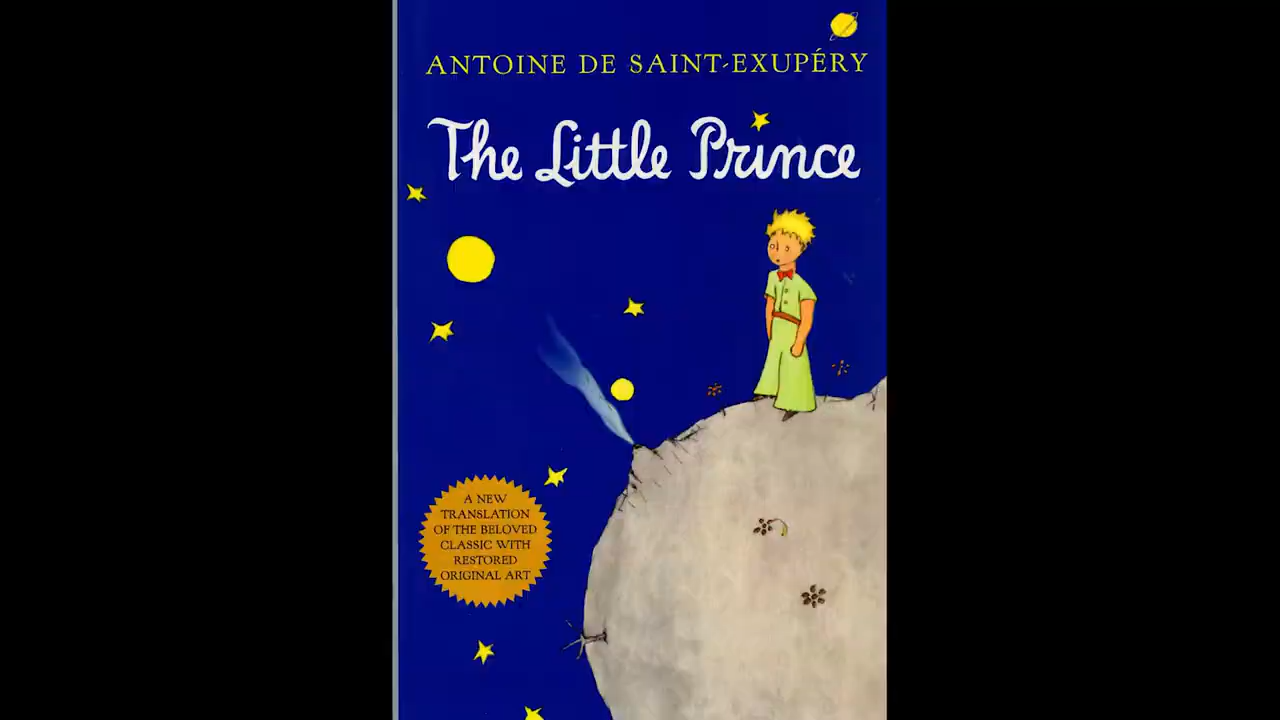 ANTOINE DE SAINT-EXUPÉRY
The Little Prince
A NEW
TRANSLATION
OF THE BELOVED
CLASSIC WITH
RESTORED
ORIGINAL ART